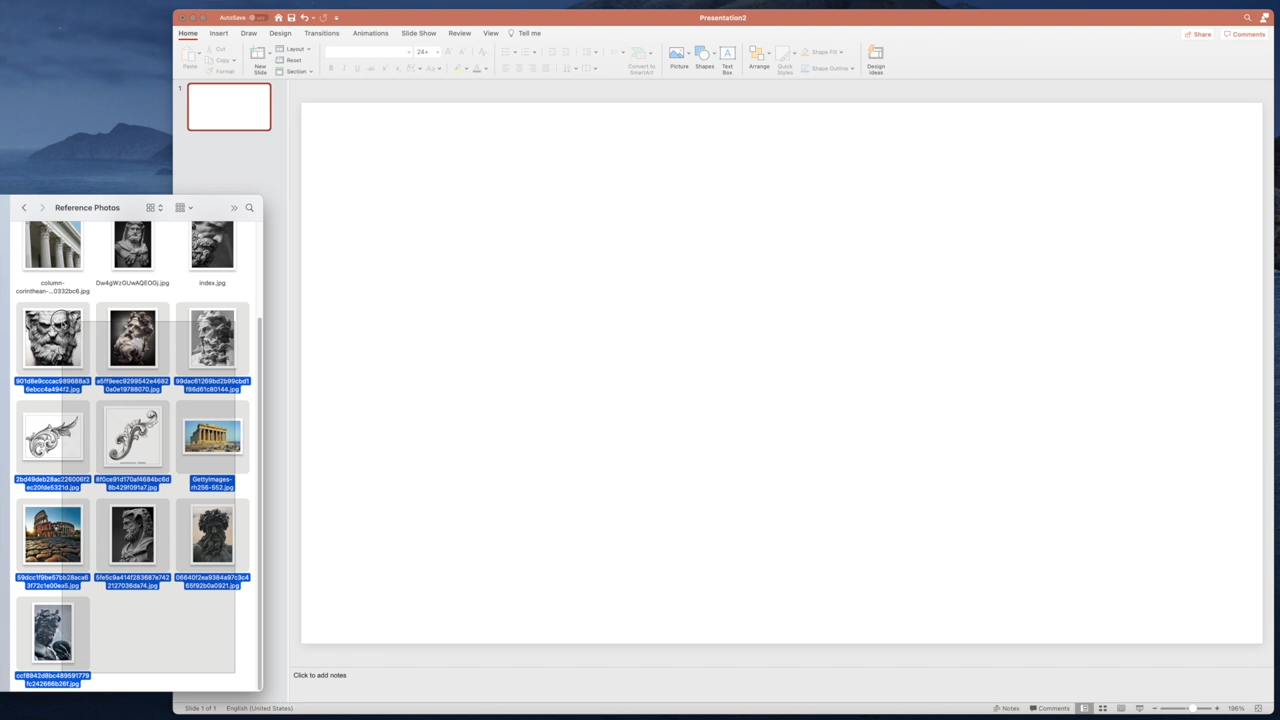 AutoSave
Presentation2
Home
Insert
Draw
Design
Transitions
Animations
Slide Show
Review
View
Tell me
Share
Comments
Paste
Cut
Copy
Format
New
Slide
Layout
Reset
Section
24+
Convert to
SmartArt
Picture
Shapes
Text
Box
Arrange
Quick
Styles
Shape Fill
Shape Outline
Design
Ideas
1
Reference Photos
column-
corinthean-...0332bc6.jpg
Dw4gWzGUwAQEOGj.jpg
index.jpg
901d8e9cccac989688a3
6ebcc4a494f2.jpg
a5ff9eec9299542e4682
0a0e19788070.jpg
99dac61269bd2b99cbd1
f86d61c80144.jpg
2bd49deb28ac226006f2
ec20fde5321d.jpg
8f0ce91d170af4684bc6d
8b429f091a7.jpg
GettyImages-
rh256-552.jpg
59dcc1f9be57bb28aca6
3f72c1e00ea5.jpg
5fe5c9a414f283687e742
2127036da74.jpg
06640f2ea9384a97c3c4
65f92b0a0921.jpg
ccf8942d8bc489591779
fc242666b26f.jpg
Click to add notes
Slide 1 of 1
English (United States)
Notes
Comments
196%